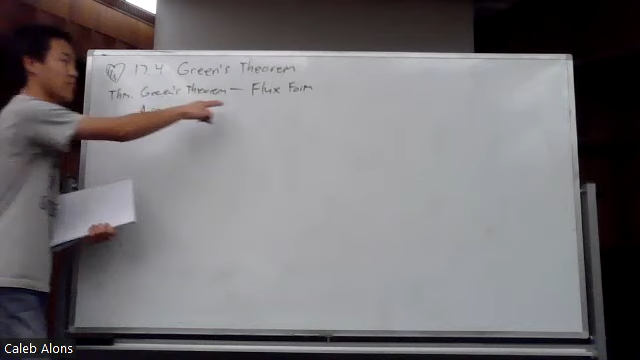 17.4 Green's Theorem
Thm. Green's Theorem — Flux Form
Caleb Alons